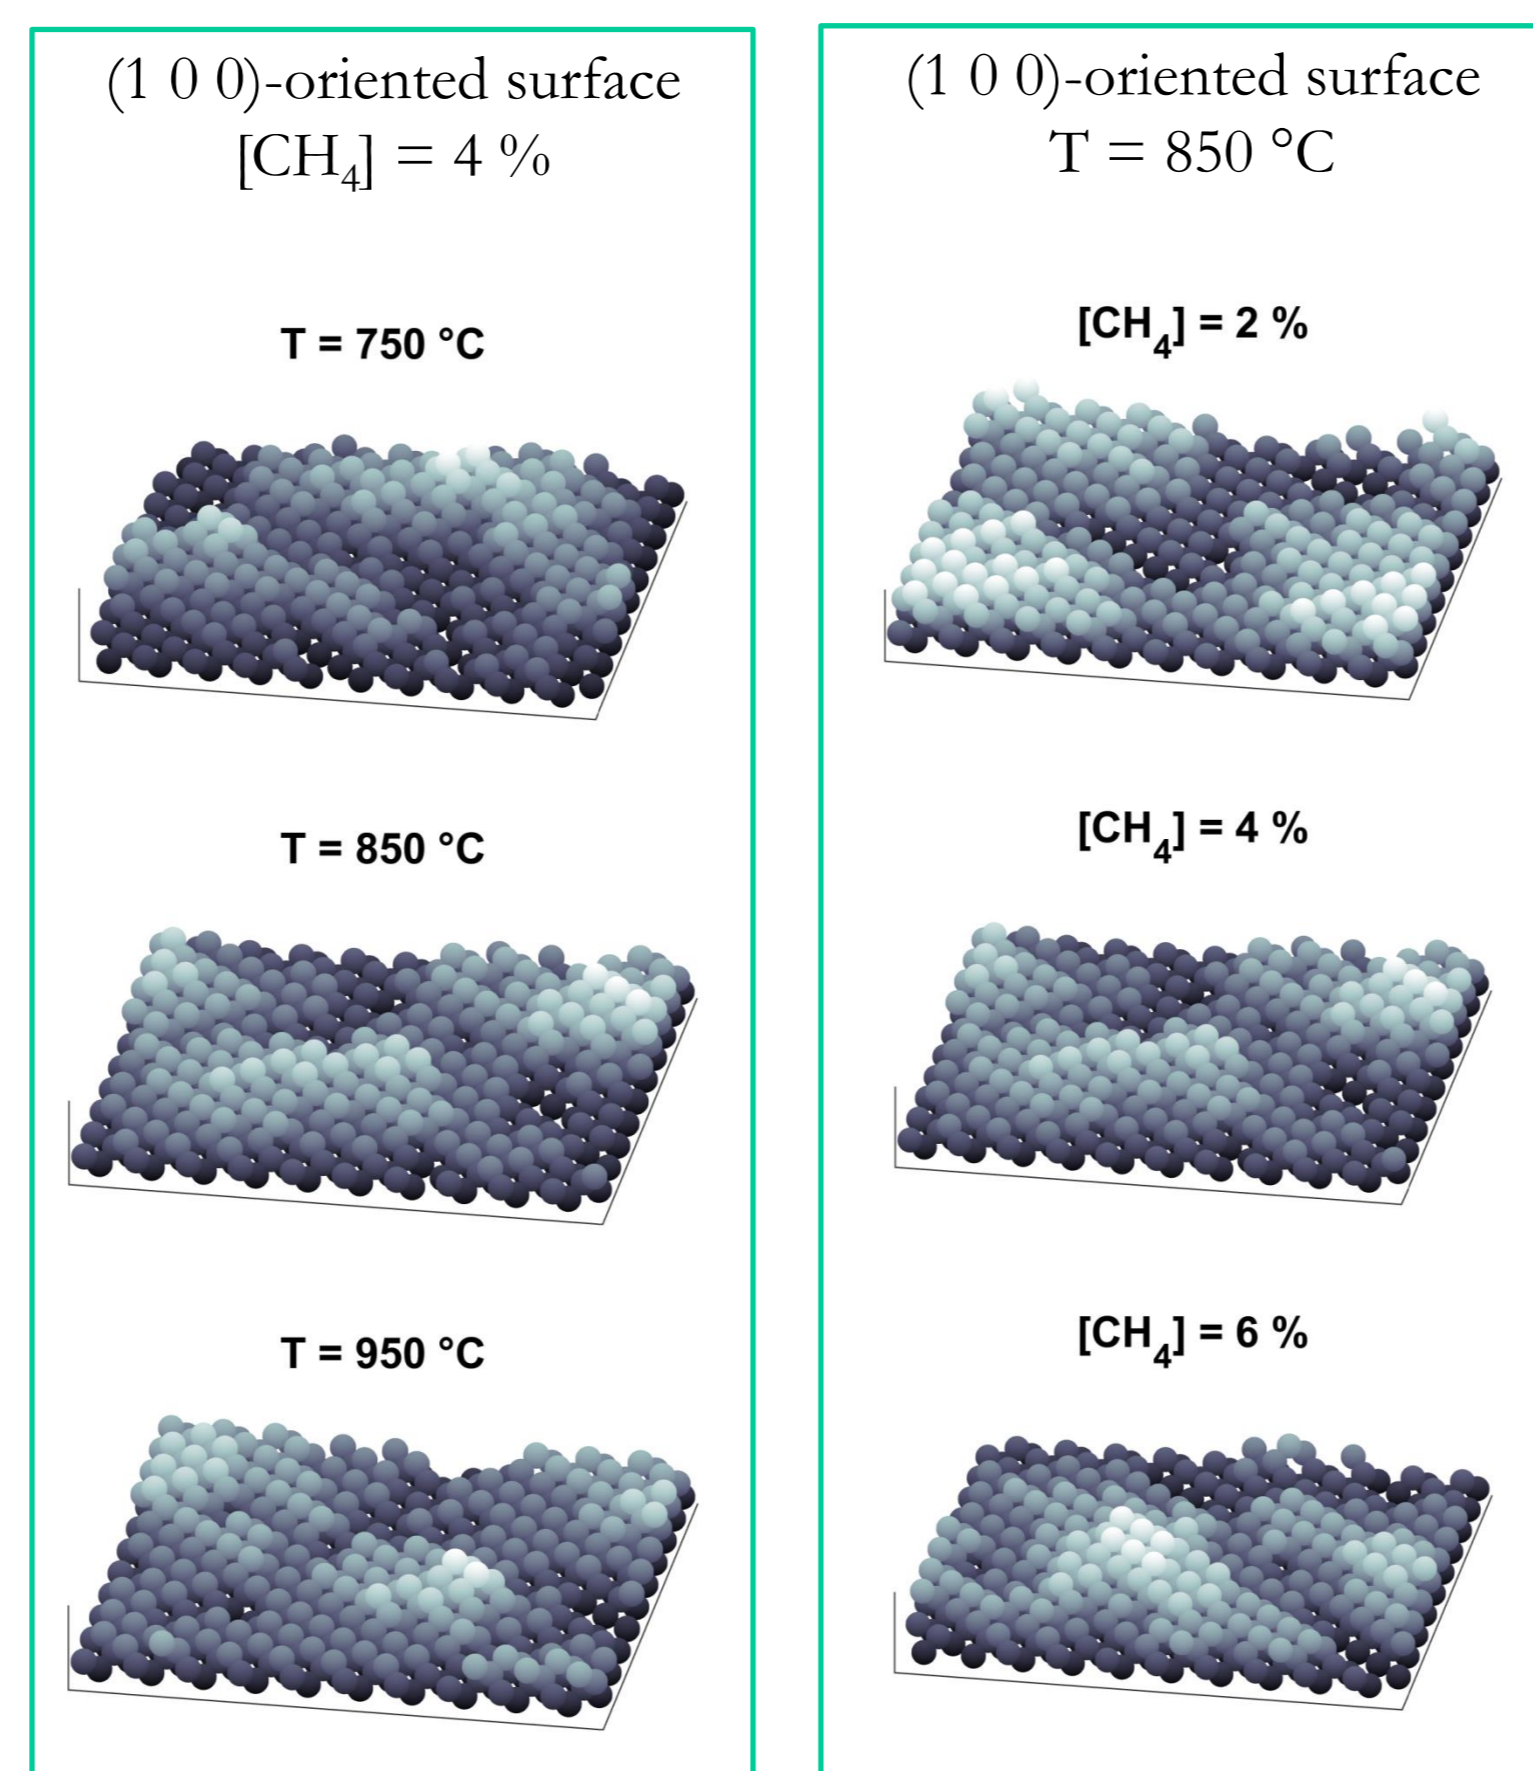 (1 0 0)-oriented surface
[CH₄] = 4 %
T = 750 °C
T = 850 °C
T = 950 °C
(1 0 0)-oriented surface
T = 850 °C
[CH₄] = 2 %
[CH₄] = 4 %
[CH₄] = 6 %